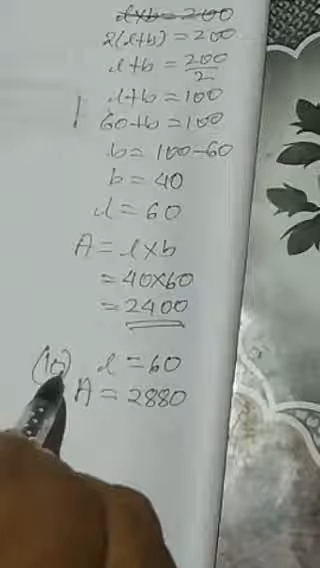 l×b=200
2(l+b)=200
l+b=200/2
l+b=100
60+b=100
b=100-60
b=40
l=60
A=l×b
=40×60
=2400
(10) l=60
A=2880